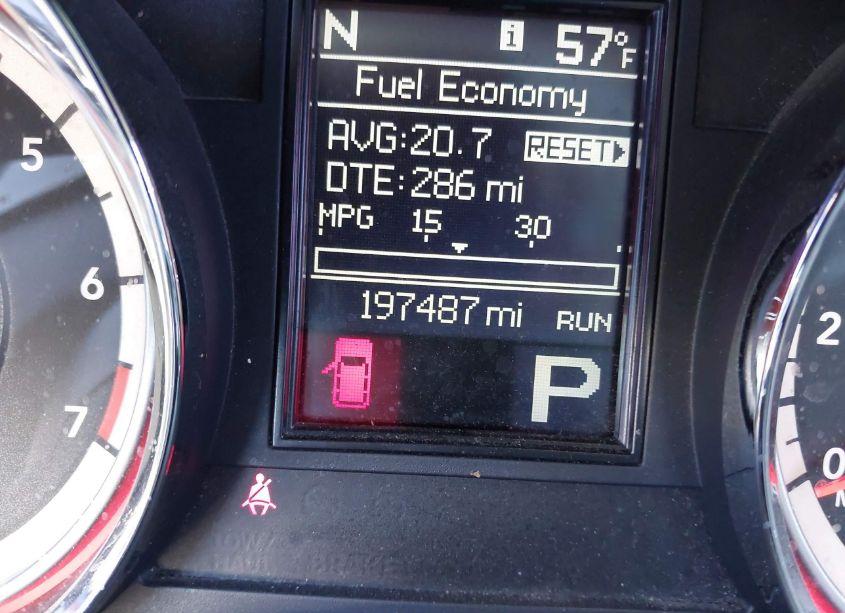 N i 57°F
Fuel Economy
AVG:20.7 RESET
DTE:286 mi
MPG 15 30
197487 mi RUN
P
5
6
7
2
0